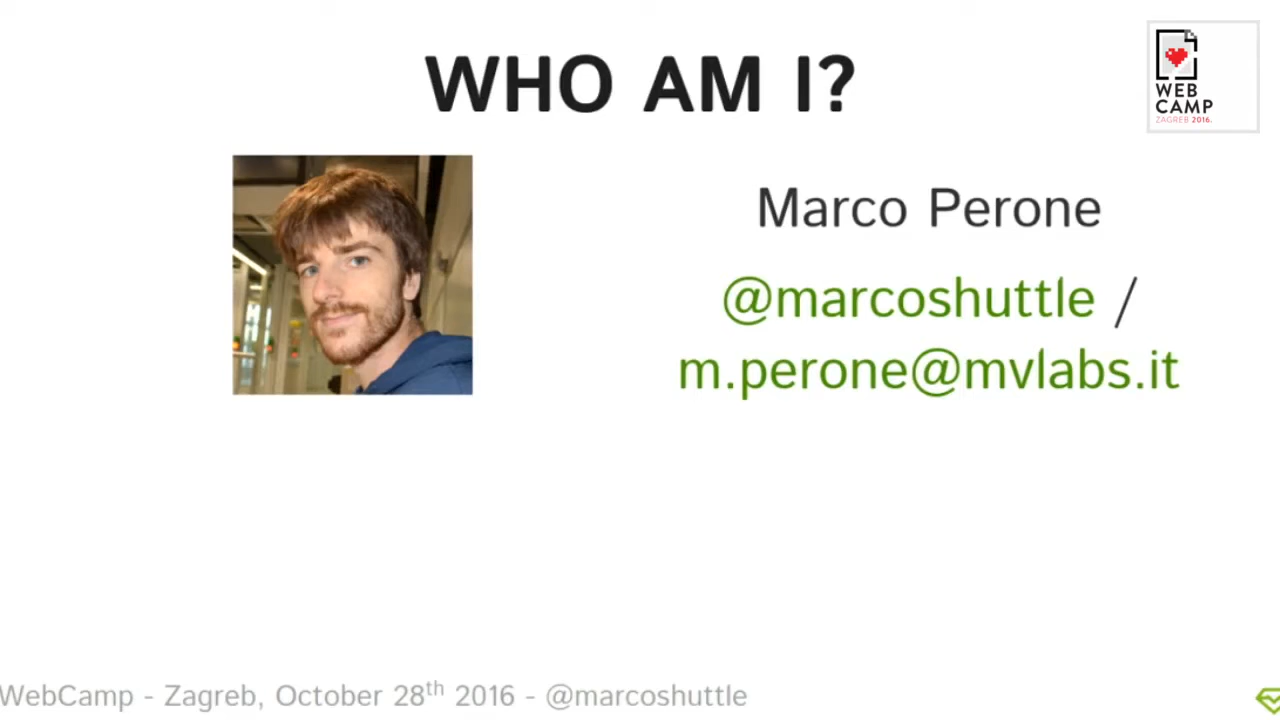 WHO AM I?
WEB
CAMP
ZAGREB 2016.
Marco Perone
@marcoshuttle /
m.perone@mvlabs.it
WebCamp - Zagreb, October 28th 2016 - @marcoshuttle